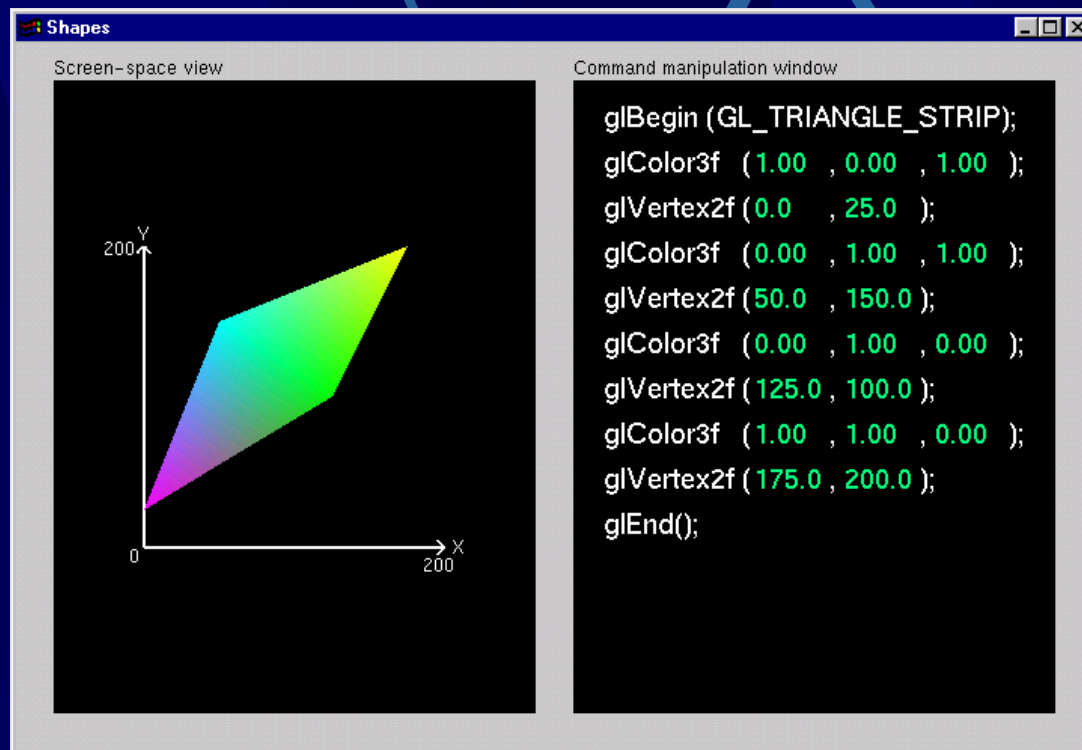 Shapes
Screen-space view
Command manipulation window
Y
200
0
X
200
glBegin (GL_TRIANGLE_STRIP);
glColor3f (1.00 , 0.00 , 1.00 );
glVertex2f (0.0 , 25.0 );
glColor3f (0.00 , 1.00 , 1.00 );
glVertex2f (50.0 , 150.0 );
glColor3f (0.00 , 1.00 , 0.00 );
glVertex2f (125.0 , 100.0 );
glColor3f (1.00 , 1.00 , 0.00 );
glVertex2f (175.0 , 200.0 );
glEnd();